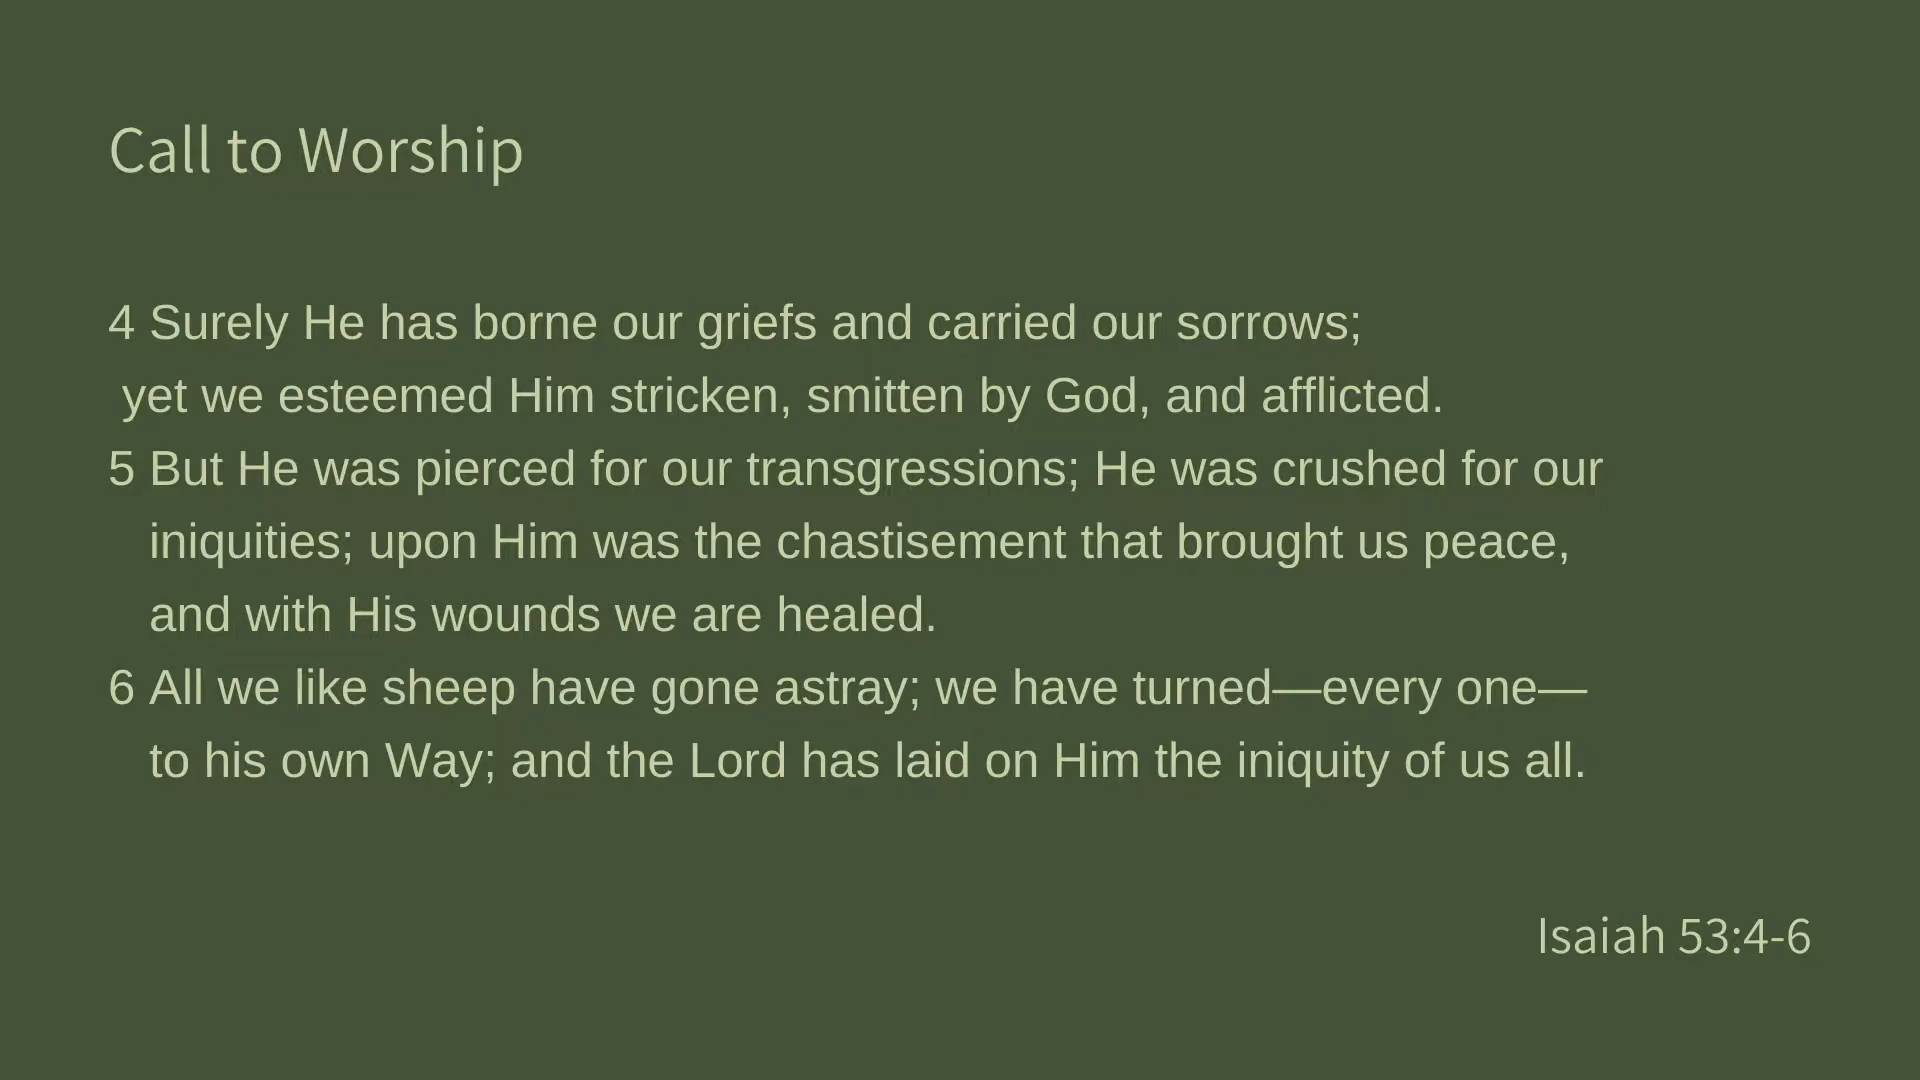 Call to Worship
4 Surely He has borne our griefs and carried our sorrows;
yet we esteemed Him stricken, smitten by God, and afflicted.
5 But He was pierced for our transgressions; He was crushed for our
iniquities; upon Him was the chastisement that brought us peace,
and with His wounds we are healed.
6 All we like sheep have gone astray; we have turned—every one—
to his own Way; and the Lord has laid on Him the iniquity of us all.
Isaiah 53:4-6